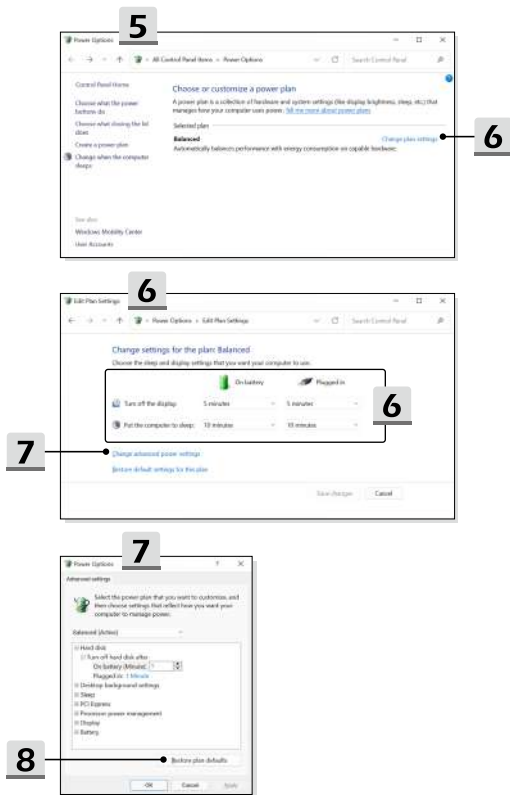 5
Power Options
All Control Panel Items > Power Options
Search Control Panel
Control Panel Home
Choose what the power
buttons do
Choose what closing the lid
does
Create a power plan
Change when the computer
sleeps
See also
Windows Mobility Center
User Accounts
Choose or customize a power plan
A power plan is a collection of hardware and system settings (like display brightness, sleep, etc.) that
manages how your computer uses power. Tell me more about power plans
Selected plan
Balanced
Change plan settings
Automatically balances performance with energy consumption on capable hardware.
6
6
Edit Plan Settings
Power Options > Edit Plan Settings
Search Control Panel
Change settings for the plan: Balanced
Choose the sleep and display settings that you want your computer to use.
On battery
Plugged in
Turn off the display:
5 minutes
5 minutes
Put the computer to sleep:
10 minutes
10 minutes
6
7
Change advanced power settings
Restore default settings for this plan
Save changes
Cancel
7
Power Options
Advanced settings
Select the power plan that you want to customize, and
then choose settings that reflect how you want your
computer to manage power.
Balanced [Active]
Hard disk
Turn off hard disk after
On battery (Minute): 1
Plugged in: 1 Minute
Desktop background settings
Sleep
PCI Express
Processor power management
Display
Battery
8
Restore plan defaults
OK
Cancel
Apply